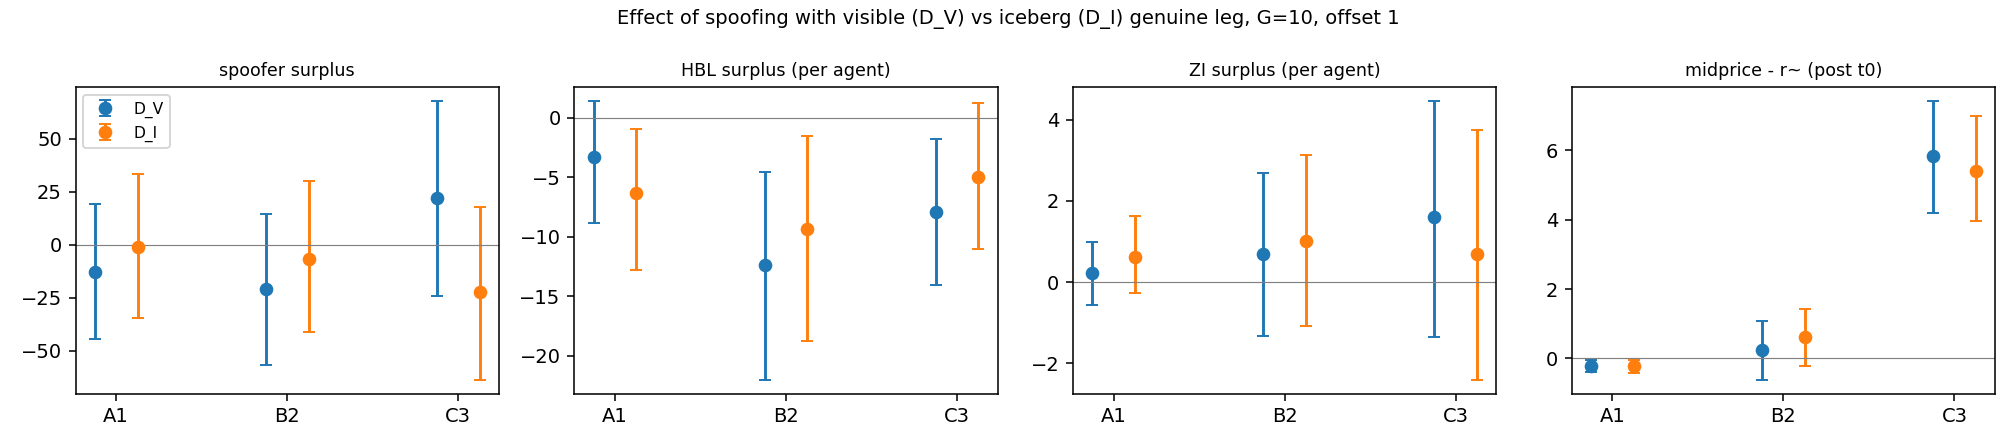 Effect of spoofing with visible (D_V) vs iceberg (D_I) genuine leg, G=10, offset 1
spoofer surplus
50
25
0
−25
−50
A1
B2
C3
D_V
D_I
HBL surplus (per agent)
0
−5
−10
−15
−20
A1
B2
C3
ZI surplus (per agent)
4
2
0
−2
A1
B2
C3
midprice - r~ (post t0)
6
4
2
0
A1
B2
C3